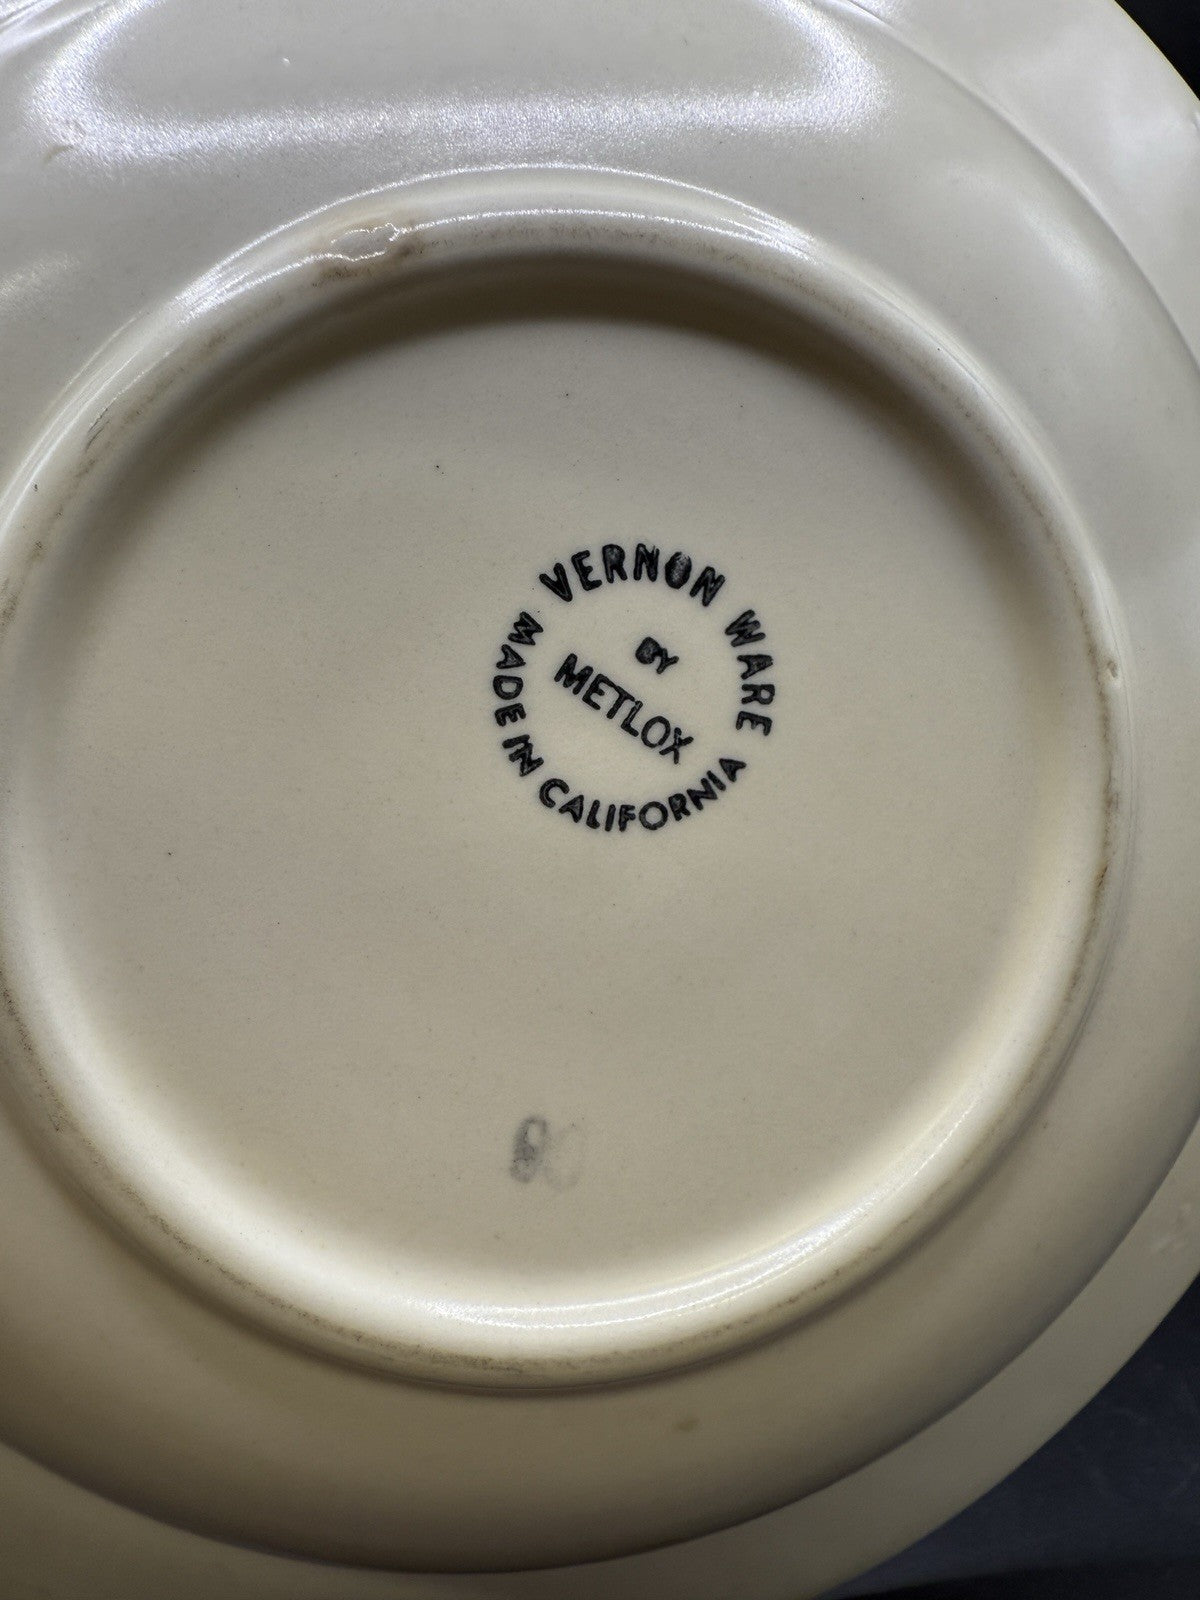 VERNON WARE
BY
METLOX
MADE IN CALIFORNIA